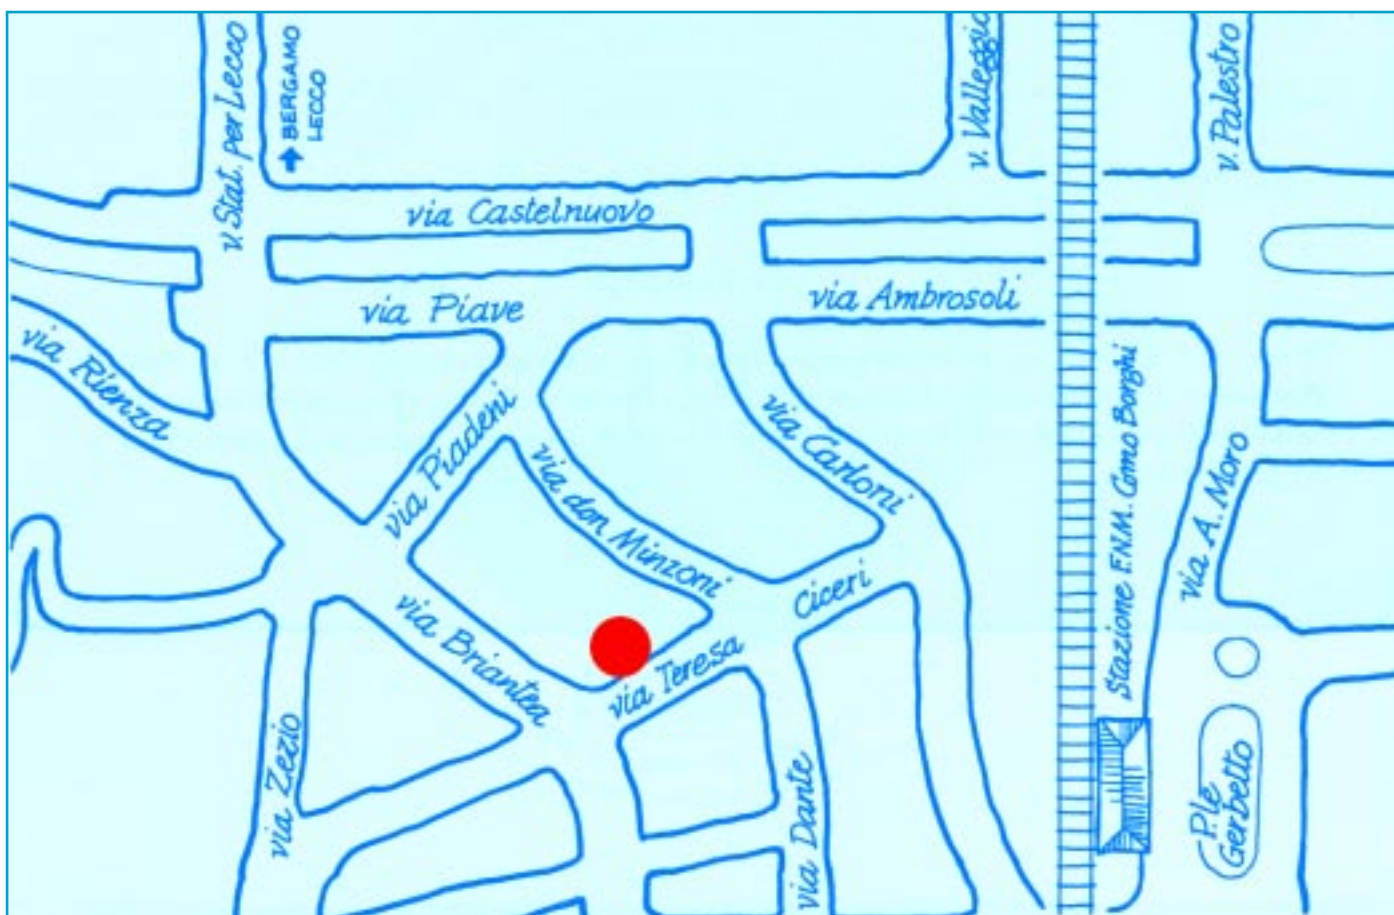 v. Stat. per Lecco
BERGAMO
LECCO
v. Valleggio
v. Palestro
via Castelnuovo
via Piave
via Ambrosoli
via Rienza
via Piadeni
via Carloni
via don Minzoni
Stazione F.N.M. Como Borghi
via A. Moro
via Briantea
via Teresa Ciceri
via Zezio
via Dante
P.le
Gerbetto